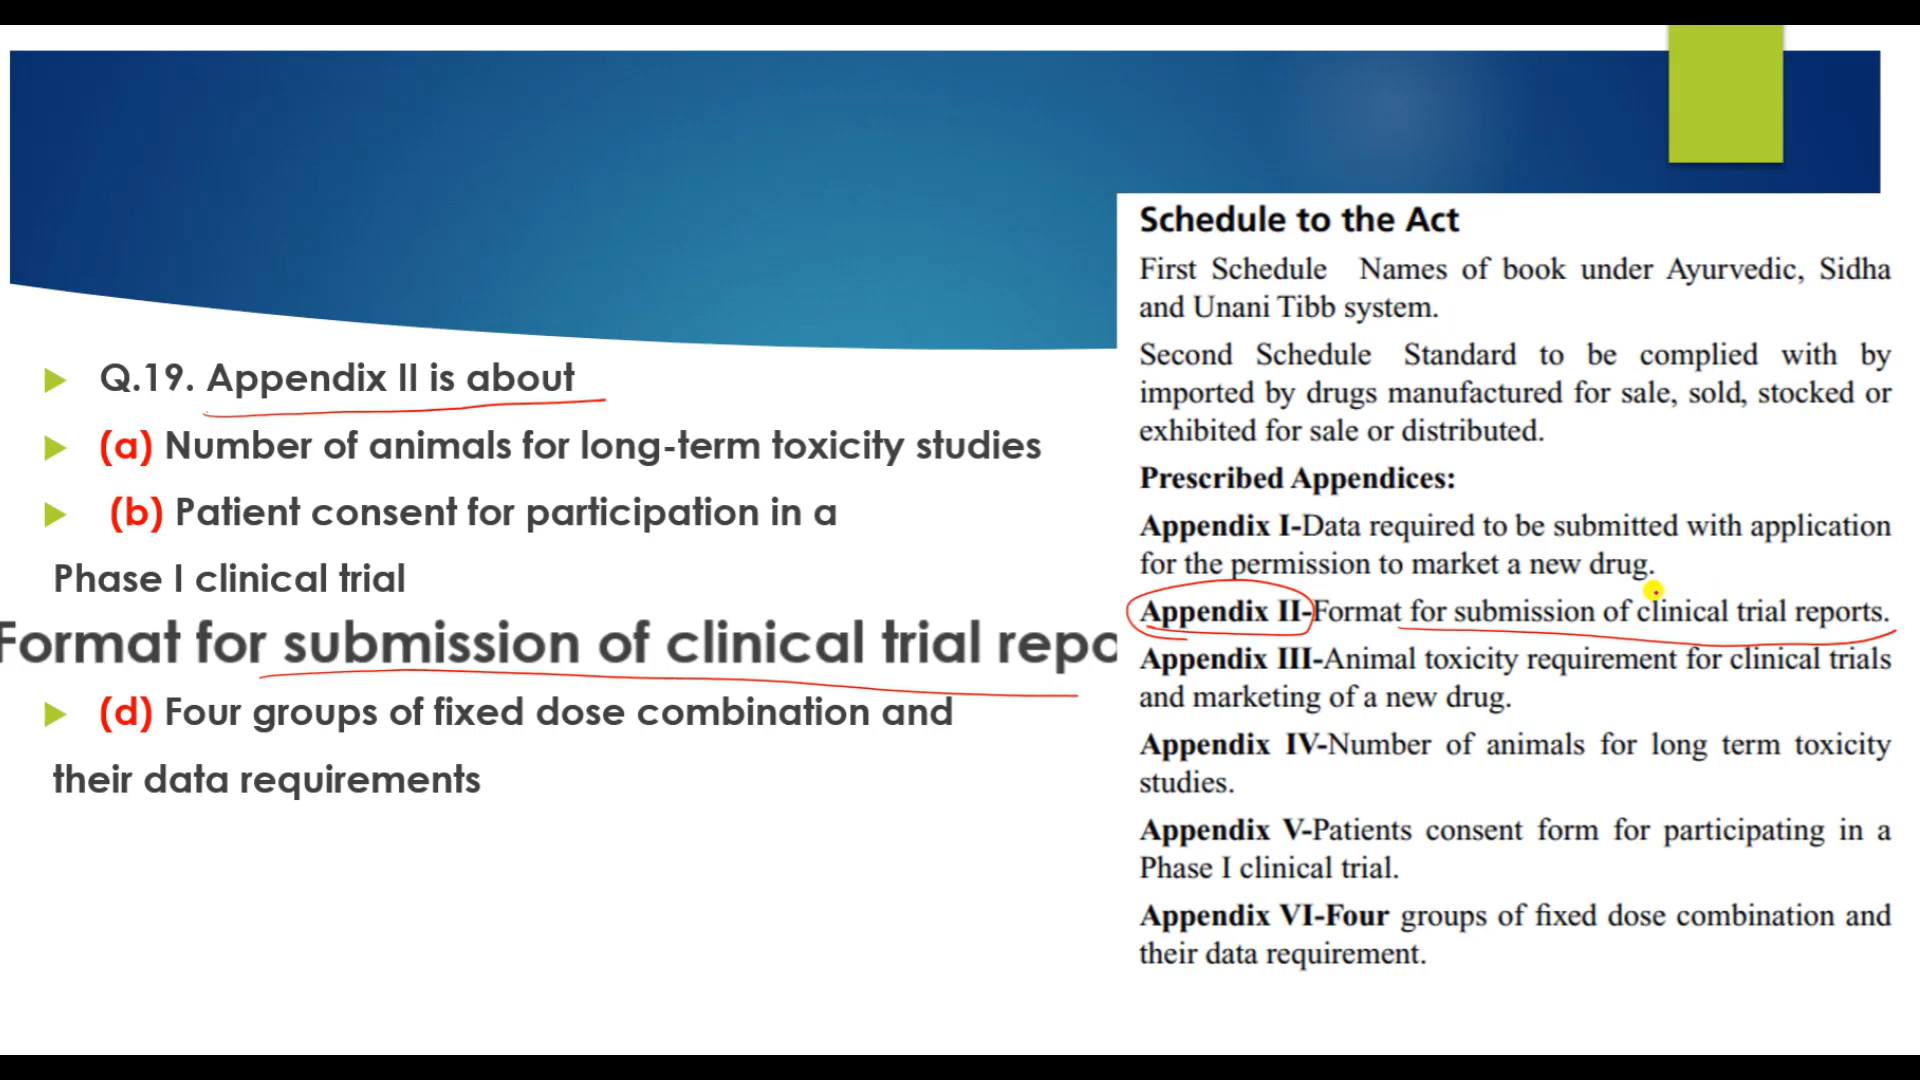 Q.19. Appendix II is about
(a) Number of animals for long-term toxicity studies
(b) Patient consent for participation in a
Phase I clinical trial
Format for submission of clinical trial
(d) Four groups of fixed dose combination and
their data requirements
Schedule to the Act
First Schedule Names of book under Ayurvedic, Sidha
and Unani Tibb system.
Second Schedule Standard to be complied with by
imported by drugs manufactured for sale, sold, stocked or
exhibited for sale or distributed.
Prescribed Appendices:
Appendix I-Data required to be submitted with application
for the permission to market a new drug.
Appendix II-Format for submission of clinical trial reports.
Appendix III-Animal toxicity requirement for clinical trials
and marketing of a new drug.
Appendix IV-Number of animals for long term toxicity
studies.
Appendix V-Patients consent form for participating in a
Phase I clinical trial.
Appendix VI-Four groups of fixed dose combination and
their data requirement.